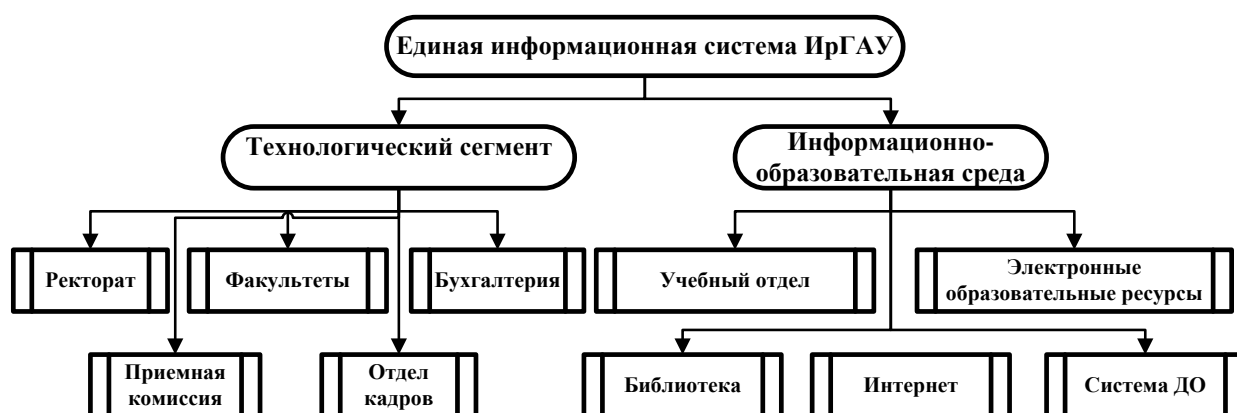 Единая информационная система ИрГАУ
Технологический сегмент
Информационно-
образовательная среда
Ректорат
Факультеты
Бухгалтерия
Учебный отдел
Электронные
образовательные ресурсы
Приемная
комиссия
Отдел
кадров
Библиотека
Интернет
Система ДО